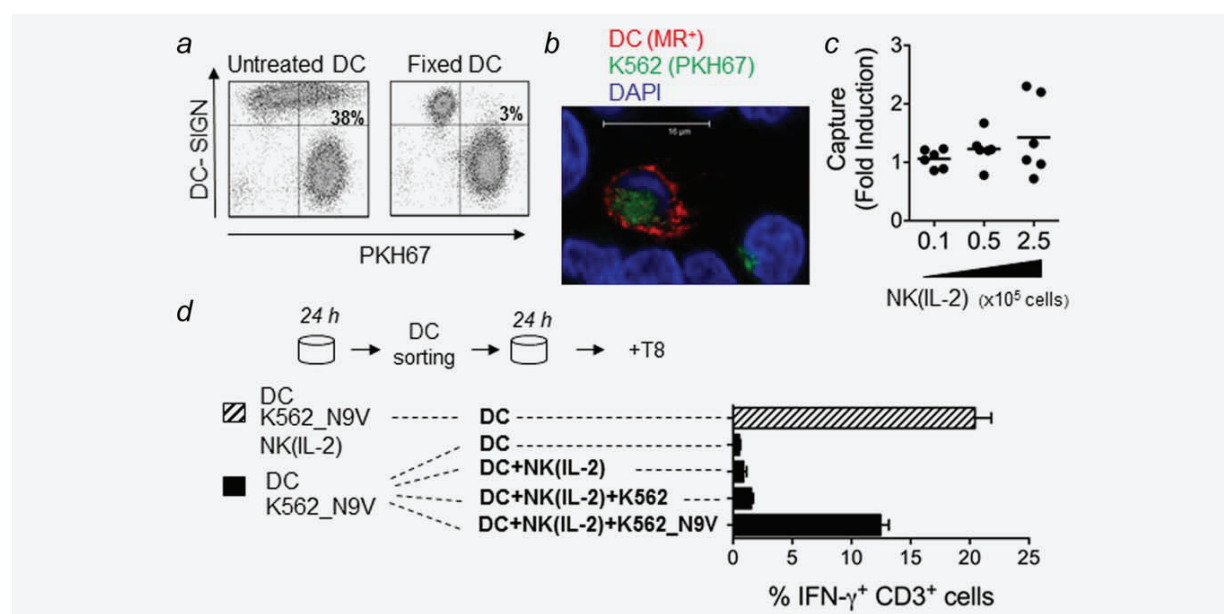 a
Untreated DC
Fixed DC
38%
3%
DC- SIGN
PKH67
b
DC (MR⁺)
K562 (PKH67)
DAPI
16 µm
c
Capture
(Fold Induction)
3
2
1
0
0.1 0.5 2.5
NK(IL-2) (x10⁵ cells)
d
24 h
DC
sorting
24 h
+T8
DC
K562_N9V
NK(IL-2)
DC
K562_N9V
DC
DC
DC+NK(IL-2)
DC+NK(IL-2)+K562
DC+NK(IL-2)+K562_N9V
0 5 10 15 20 25
% IFN-γ⁺ CD3⁺ cells